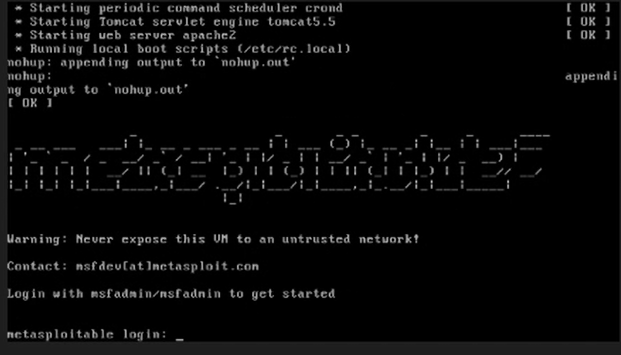 * Starting periodic command scheduler crond [ OK ]
* Starting Tomcat servlet engine tomcat5.5 [ OK ]
* Starting web server apache2 [ OK ]
* Running local boot scripts (/etc/rc.local)
nohup: appending output to `nohup.out'
nohup: appendi
ng output to `nohup.out'
[ OK ]
metasploitable2
Warning: Never expose this VM to an untrusted network!
Contact: msfdev[at]metasploit.com
Login with msfadmin/msfadmin to get started
metasploitable login: _